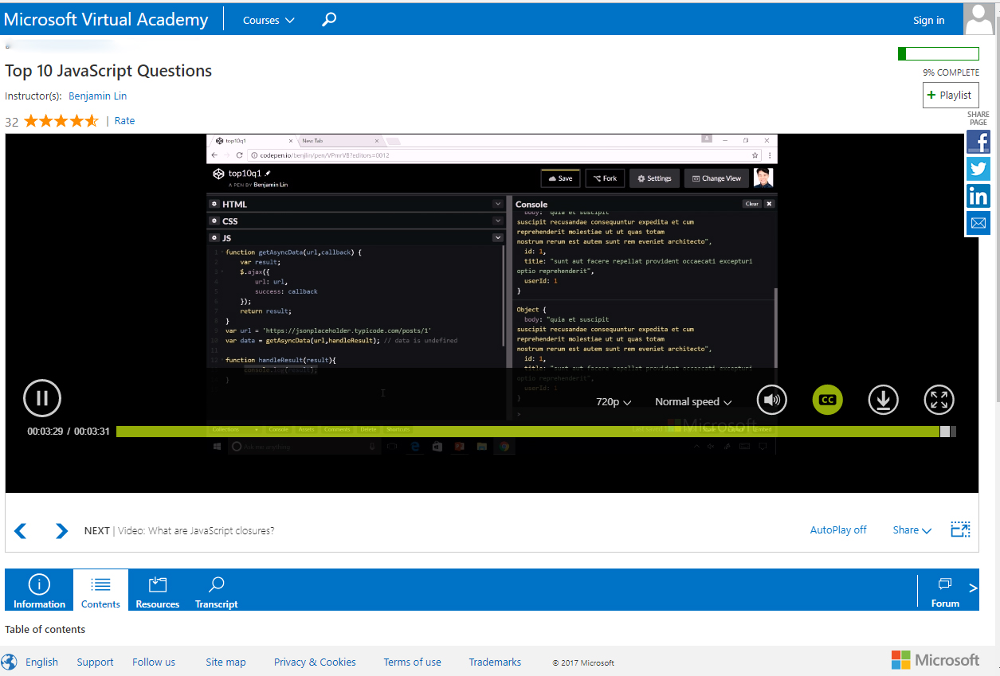 Microsoft Virtual Academy
Courses
Sign in
Top 10 JavaScript Questions
9% COMPLETE
Instructor(s): Benjamin Lin
+ Playlist
32 | Rate
SHARE
PAGE
top10q1 × New Tab ×
codepen.io/benjlin/pen/VPmrVB?editors=0012
top10q1
A PEN BY Benjamin Lin
Save Fork Settings Change View
HTML
CSS
JS
1 function getAsyncData(url,callback) {
2 var result;
3 $.ajax({
4 url: url,
5 success: callback
6 });
7 return result;
8 }
9 var url = 'https://jsonplaceholder.typicode.com/posts/1'
10 var data = getAsyncData(url,handleResult); // data is undefined
11
12 function handleResult(result){
console.log(result);
}
Console
Clear ×
body: "quia et suscipit
suscipit recusandae consequuntur expedita et cum
reprehenderit molestiae ut ut quas totam
nostrum rerum est autem sunt rem eveniet architecto",
id: 1,
title: "sunt aut facere repellat provident occaecati excepturi
optio reprehenderit",
userId: 1
}
Object {
body: "quia et suscipit
suscipit recusandae consequuntur expedita et cum
reprehenderit molestiae ut ut quas totam
nostrum rerum est autem sunt rem eveniet architecto",
id: 1,
title: "sunt aut facere repellat provident occaecati excepturi
optio reprehenderit",
userId: 1
}
>
720p Normal speed CC
Microsoft
00:03:29 / 00:03:31
Collections Console Assets Comments Delete Shortcuts
Embed
Ask me anything
NEXT | Video: What are JavaScript closures?
AutoPlay off Share
Information Contents Resources Transcript Forum >
Table of contents
English Support Follow us Site map Privacy & Cookies Terms of use Trademarks © 2017 Microsoft Microsoft